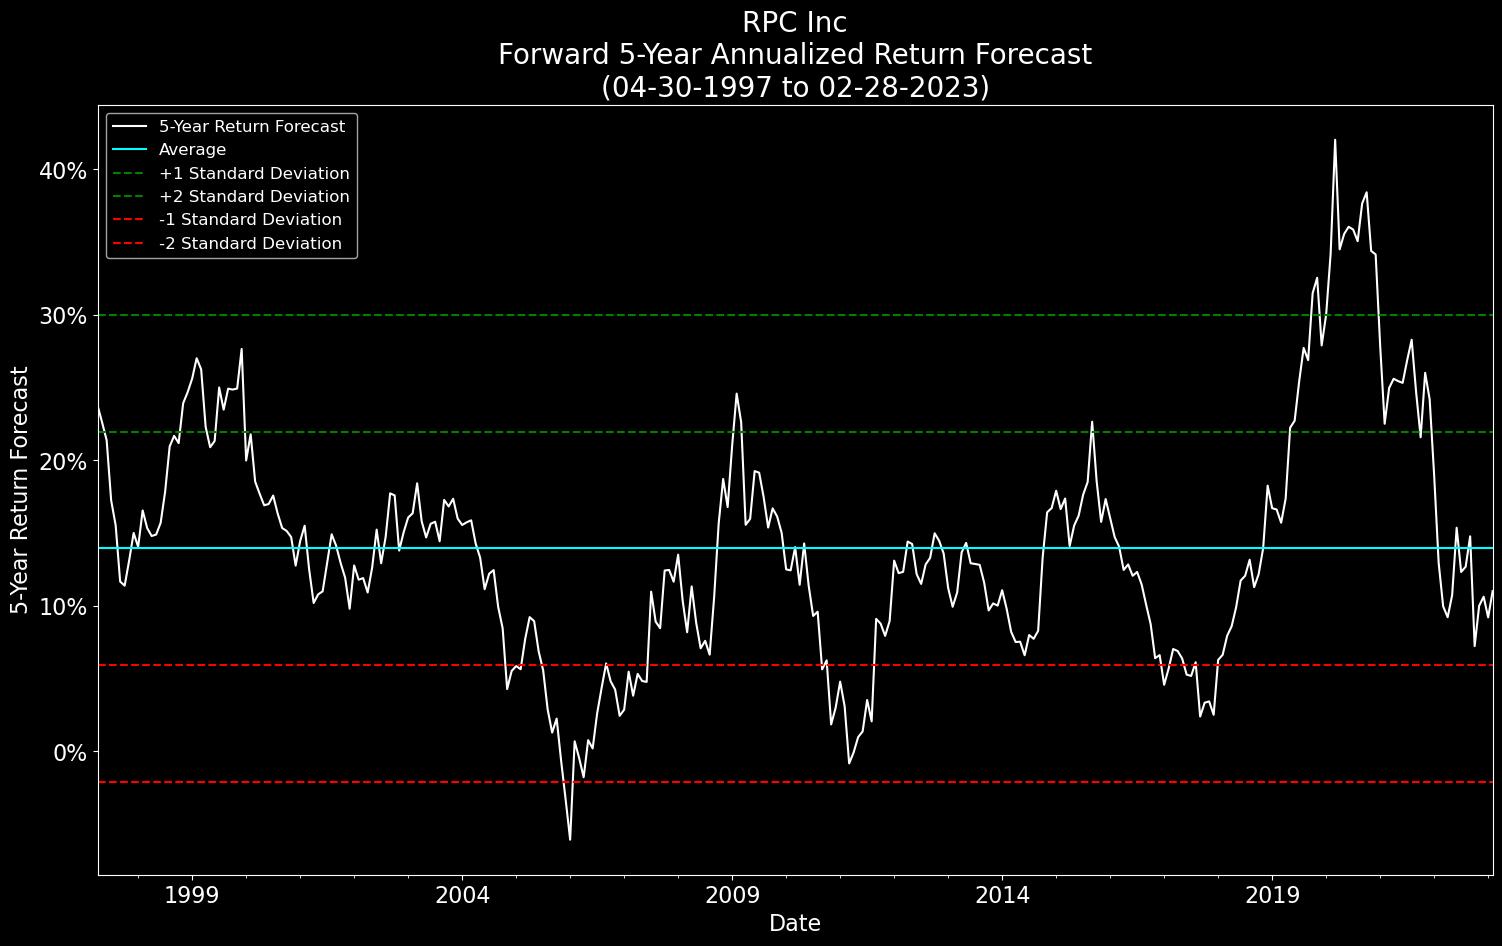 RPC Inc
Forward 5-Year Annualized Return Forecast
(04-30-1997 to 02-28-2023)
5-Year Return Forecast
Average
+1 Standard Deviation
+2 Standard Deviation
-1 Standard Deviation
-2 Standard Deviation
5-Year Return Forecast
40%
30%
20%
10%
0%
1999
2004
2009
2014
2019
Date